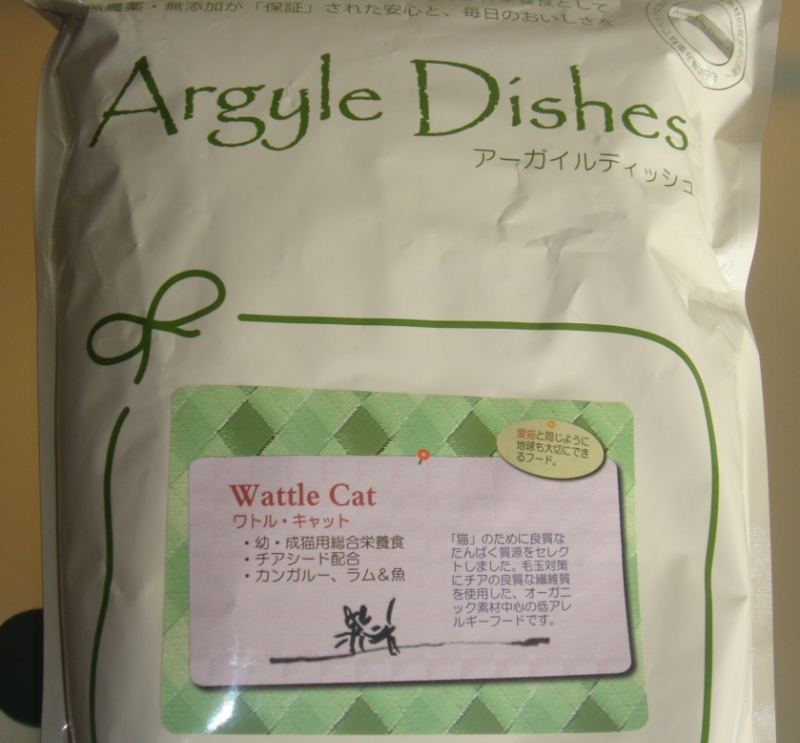 無農薬・無添加が「保証」された安心と、毎日のおいしさを
Argyle Dishes
アーガイルディッシュ
愛猫と同じように
地球も大切にでき
るフード。
Wattle Cat
ワトル・キャット
・幼・成猫用総合栄養食
・チアシード配合
・カンガルー、ラム&魚
「猫」のために良質な
たんぱく質源をセレク
トしました。毛玉対策
にチアの良質な繊維質
を使用した、オーガニ
ック素材中心の低アレ
ルギーフードです。